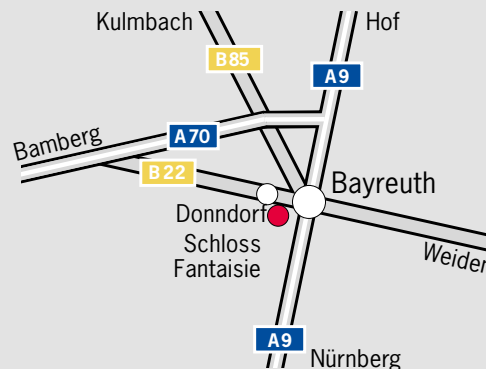 Kulmbach
Hof
B85
A9
A70
Bamberg
B22
Bayreuth
Donndorf
Schloss
Fantaisie
Weiden
A9
Nürnberg